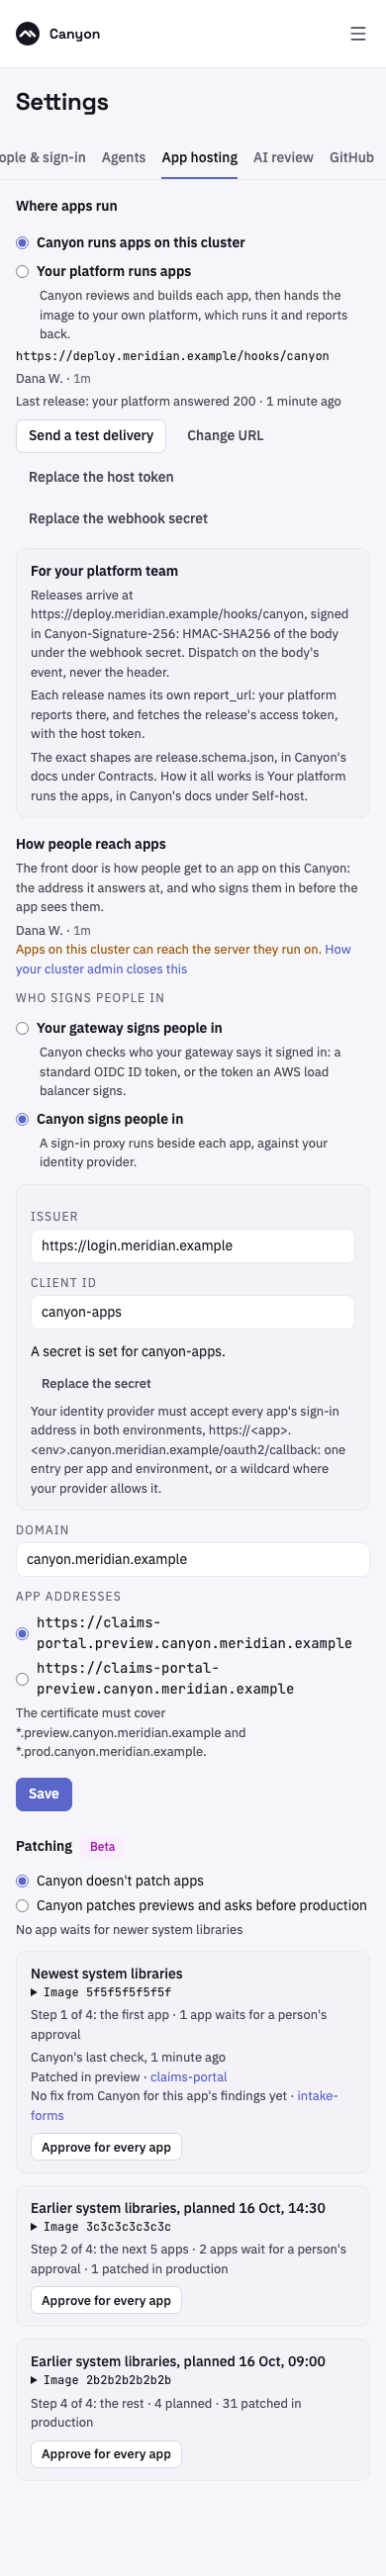 Canyon
Settings
ople & sign-in Agents App hosting AI review GitHub
Where apps run
Canyon runs apps on this cluster
Your platform runs apps
Canyon reviews and builds each app, then hands the
image to your own platform, which runs it and reports
back.
https://deploy.meridian.example/hooks/canyon
Dana W. · 1m
Last release: your platform answered 200 · 1 minute ago
Send a test delivery Change URL
Replace the host token
Replace the webhook secret
For your platform team
Releases arrive at
https://deploy.meridian.example/hooks/canyon, signed
in Canyon-Signature-256: HMAC-SHA256 of the body
under the webhook secret. Dispatch on the body's
event, never the header.
Each release names its own report_url: your platform
reports there, and fetches the release's access token,
with the host token.
The exact shapes are release.schema.json, in Canyon's
docs under Contracts. How it all works is Your platform
runs the apps, in Canyon's docs under Self-host.
How people reach apps
The front door is how people get to an app on this Canyon:
the address it answers at, and who signs them in before the
app sees them.
Dana W. · 1m
Apps on this cluster can reach the server they run on. How
your cluster admin closes this
WHO SIGNS PEOPLE IN
Your gateway signs people in
Canyon checks who your gateway says it signed in: a
standard OIDC ID token, or the token an AWS load
balancer signs.
Canyon signs people in
A sign-in proxy runs beside each app, against your
identity provider.
ISSUER
https://login.meridian.example
CLIENT ID
canyon-apps
A secret is set for canyon-apps.
Replace the secret
Your identity provider must accept every app's sign-in
address in both environments, https://<app>.
<env>.canyon.meridian.example/oauth2/callback: one
entry per app and environment, or a wildcard where
your provider allows it.
DOMAIN
canyon.meridian.example
APP ADDRESSES
https://claims-
portal.preview.canyon.meridian.example
https://claims-portal-
preview.canyon.meridian.example
The certificate must cover
*.preview.canyon.meridian.example and
*.prod.canyon.meridian.example.
Save
Patching Beta
Canyon doesn't patch apps
Canyon patches previews and asks before production
No app waits for newer system libraries
Newest system libraries
Image 5f5f5f5f5f5f
Step 1 of 4: the first app · 1 app waits for a person's
approval
Canyon's last check, 1 minute ago
Patched in preview · claims-portal
No fix from Canyon for this app's findings yet · intake-
forms
Approve for every app
Earlier system libraries, planned 16 Oct, 14:30
Image 3c3c3c3c3c3c
Step 2 of 4: the next 5 apps · 2 apps wait for a person's
approval · 1 patched in production
Approve for every app
Earlier system libraries, planned 16 Oct, 09:00
Image 2b2b2b2b2b2b
Step 4 of 4: the rest · 4 planned · 31 patched in
production
Approve for every app